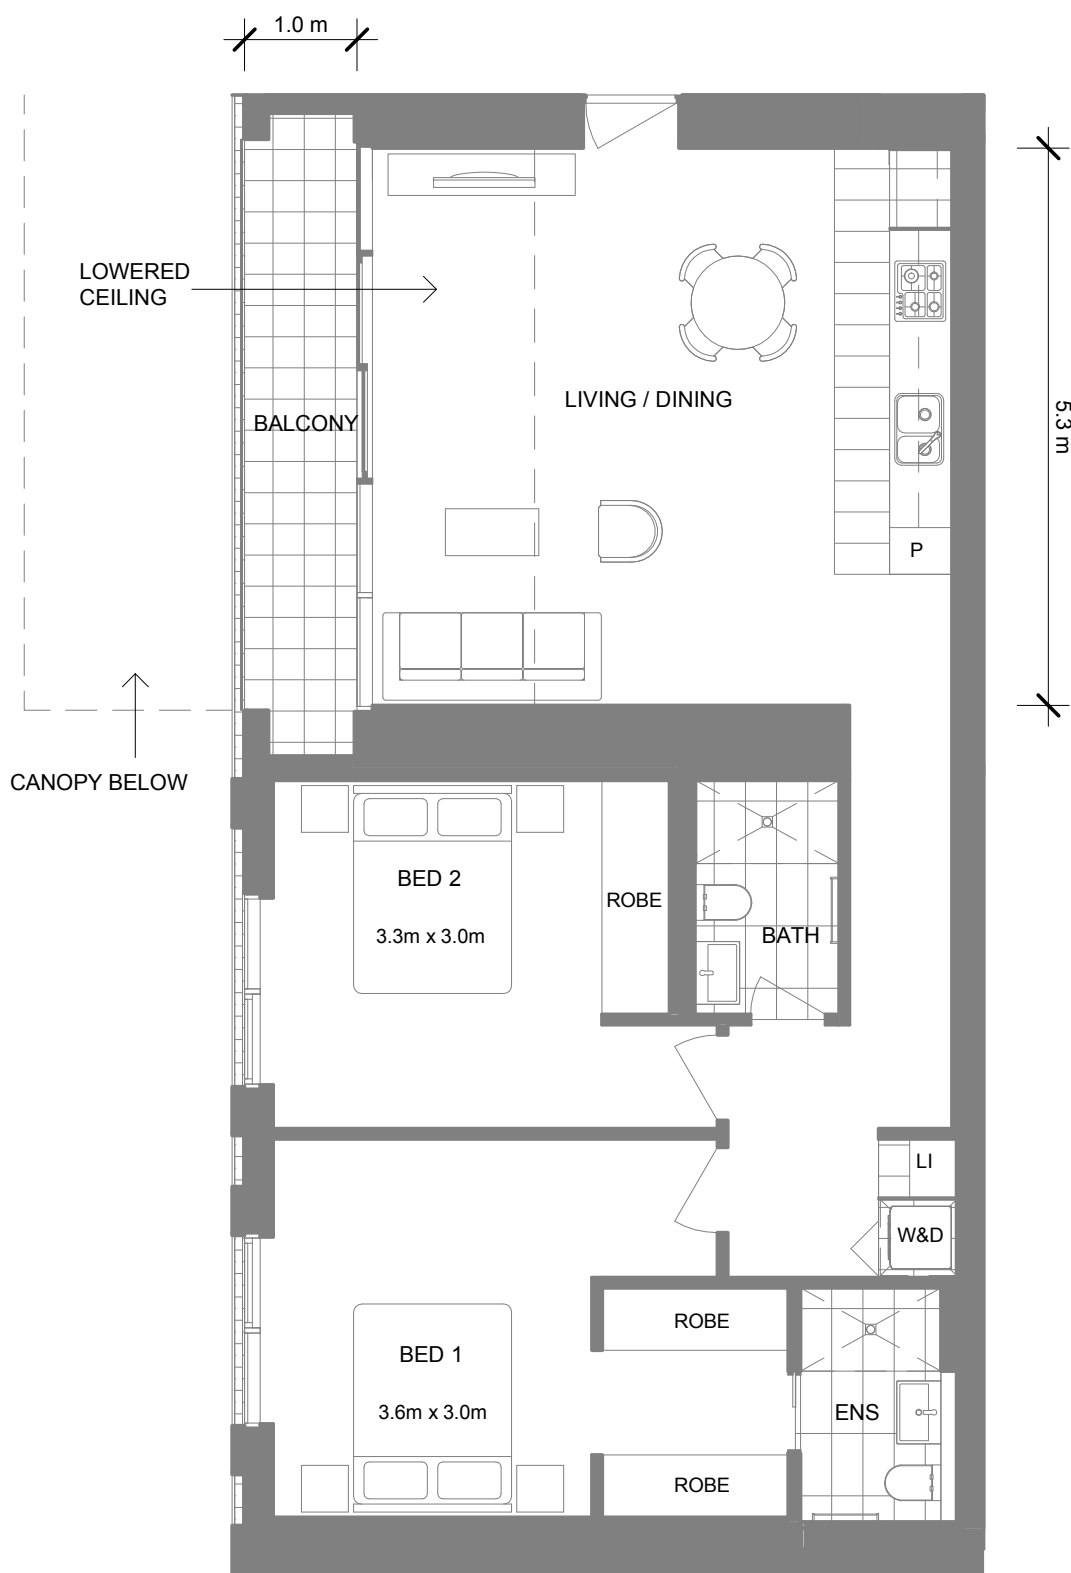 1.0 m
LOWERED
CEILING
LIVING / DINING
5.3 m
BALCONY
P
CANOPY BELOW
BED 2
ROBE
3.3m x 3.0m
BATH
LI
W&D
ROBE
BED 1
3.6m x 3.0m
ENS
ROBE